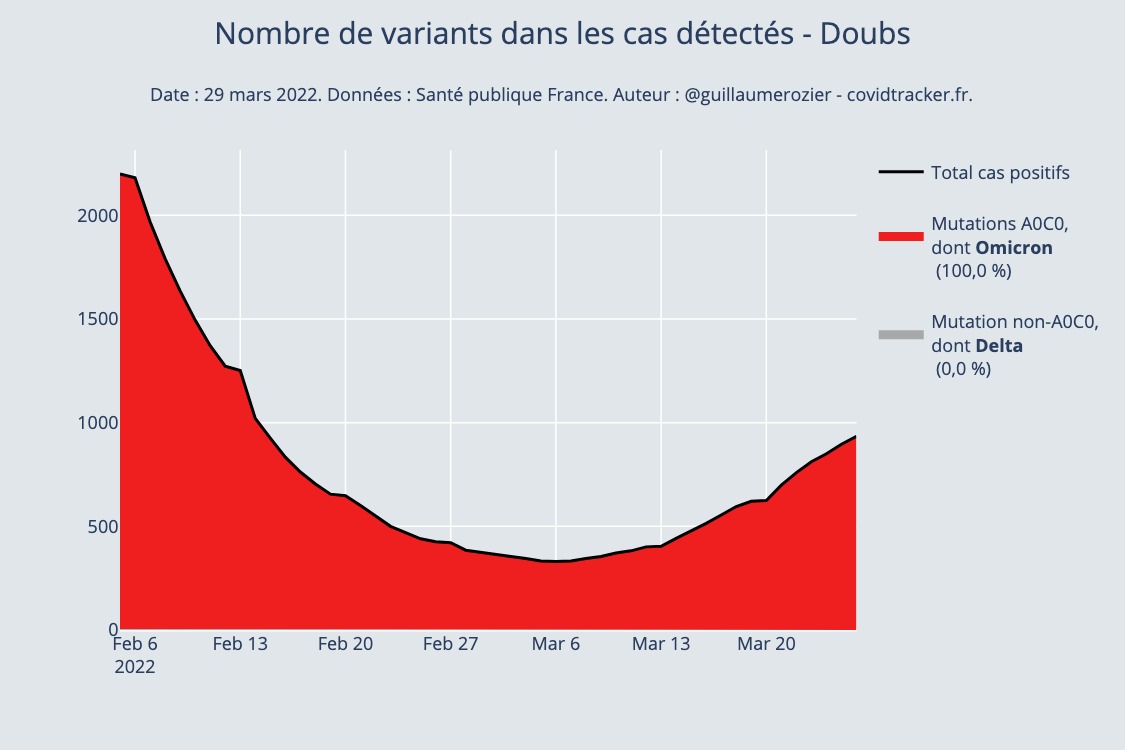 Nombre de variants dans les cas détectés - Doubs
Date : 29 mars 2022. Données : Santé publique France. Auteur : @guillaumerozier - covidtracker.fr.
Total cas positifs
Mutations A0C0,
dont Omicron
(100,0 %)
Mutation non-A0C0,
dont Delta
(0,0 %)
2000
1500
1000
500
0
Feb 6 Feb 13 Feb 20 Feb 27 Mar 6 Mar 13 Mar 20
2022